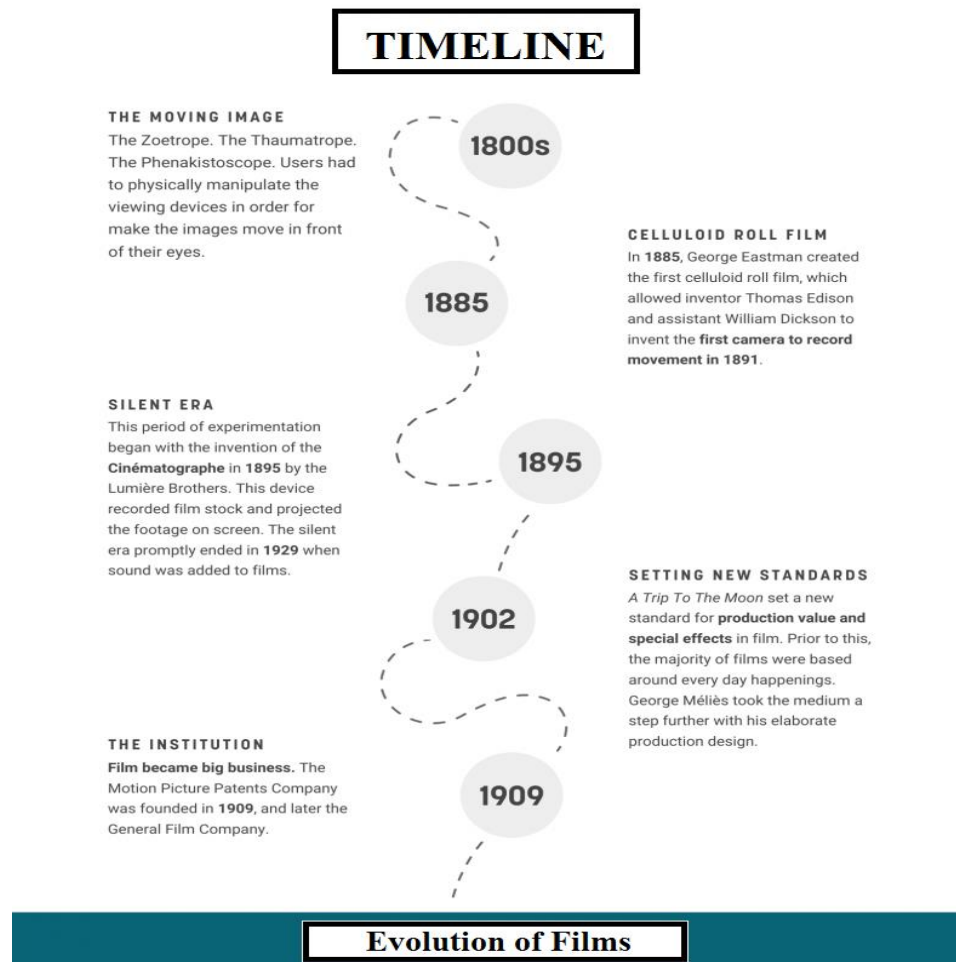 TIMELINE
1800s
THE MOVING IMAGE
The Zoetrope. The Thaumatrope.
The Phenakistoscope. Users had
to physically manipulate the
viewing devices in order for
make the images move in front
of their eyes.
1885
CELLULOID ROLL FILM
In 1885, George Eastman created
the first celluloid roll film, which
allowed inventor Thomas Edison
and assistant William Dickson to
invent the first camera to record
movement in 1891.
1895
SILENT ERA
This period of experimentation
began with the invention of the
Cinématographe in 1895 by the
Lumière Brothers. This device
recorded film stock and projected
the footage on screen. The silent
era promptly ended in 1929 when
sound was added to films.
1902
SETTING NEW STANDARDS
A Trip To The Moon set a new
standard for production value and
special effects in film. Prior to this,
the majority of films were based
around every day happenings.
George Méliès took the medium a
step further with his elaborate
production design.
1909
THE INSTITUTION
Film became big business. The
Motion Picture Patents Company
was founded in 1909, and later the
General Film Company.
Evolution of Films